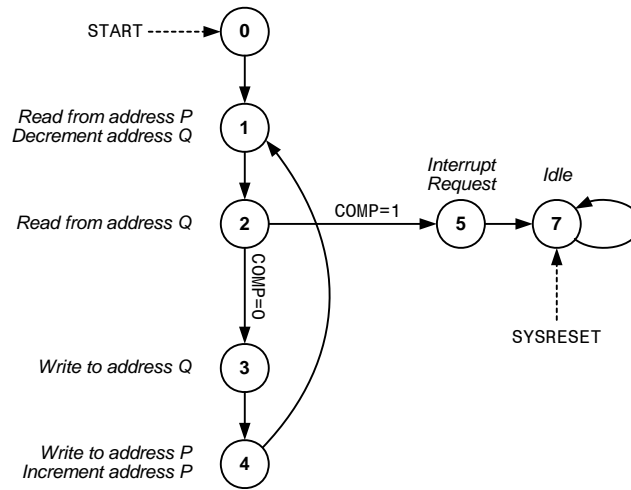 START
0
Read from address P
Decrement address Q
1
Interrupt
Request
Idle
Read from address Q
2
COMP=1
5
7
COMP=0
SYSRESET
Write to address Q
3
Write to address P
Increment address P
4